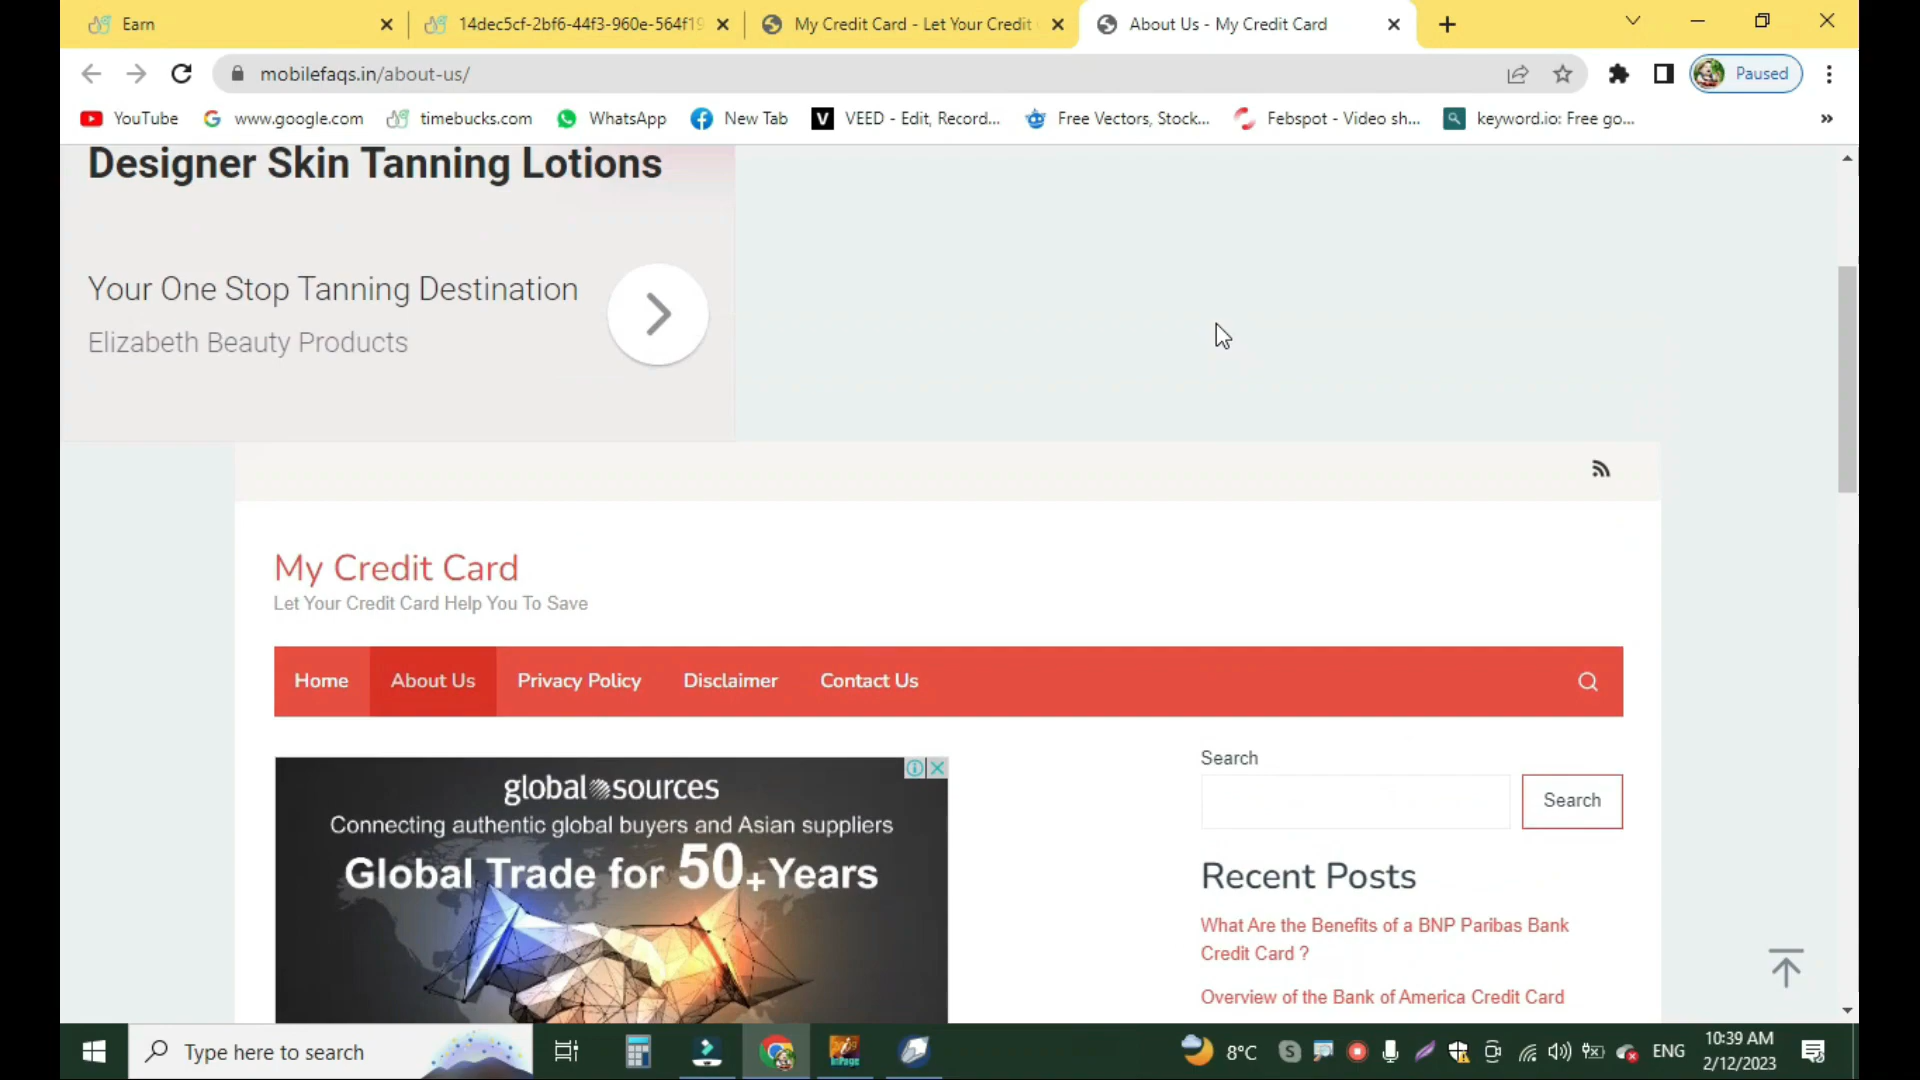 Earn
14dec5cf-2bf6-44f3-960e-564f19
My Credit Card - Let Your Credit
About Us - My Credit Card
mobilefaqs.in/about-us/
Paused
YouTube
www.google.com
timebucks.com
WhatsApp
New Tab
V
VEED - Edit, Record...
Free Vectors, Stock...
Febspot - Video sh...
keyword.io: Free go...
»
Designer Skin Tanning Lotions
Your One Stop Tanning Destination
Elizabeth Beauty Products
My Credit Card
Let Your Credit Card Help You To Save
Home
About Us
Privacy Policy
Disclaimer
Contact Us
global sources
Connecting authentic global buyers and Asian suppliers
Global Trade for 50+Years
Search
Search
Recent Posts
What Are the Benefits of a BNP Paribas Bank
Credit Card ?
Overview of the Bank of America Credit Card
Type here to search
InPage
8°C
ENG
10:39 AM
2/12/2023